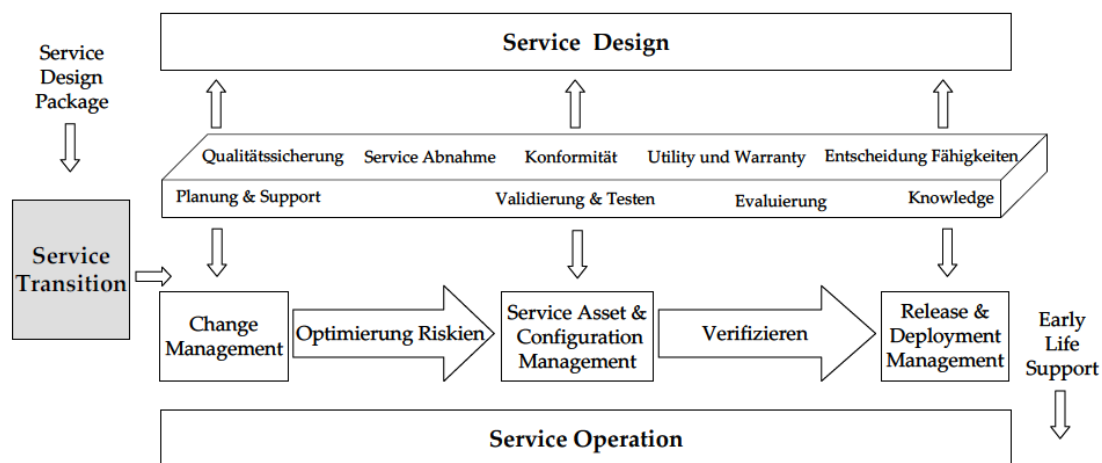 Service Design
Service
Design
Package
Qualitätssicherung Service Abnahme Konformität Utility und Warranty Entscheidung Fähigkeiten
Planung & Support Validierung & Testen Evaluierung Knowledge
Service
Transition
Change
Management
Optimierung Riskien
Service Asset &
Configuration
Management
Verifizieren
Release &
Deployment
Management
Early
Life
Support
Service Operation